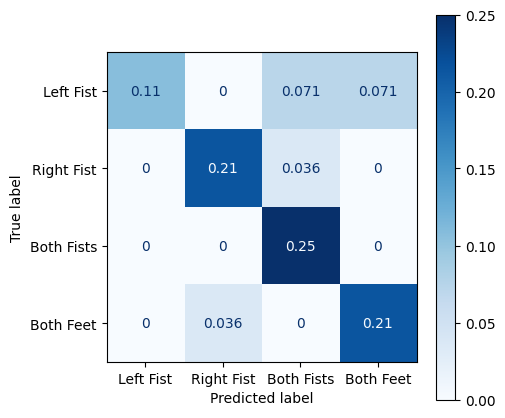 Left Fist 0.11 0 0.071 0.071
Right Fist 0 0.21 0.036 0
Both Fists 0 0 0.25 0
Both Feet 0 0.036 0 0.21
Left Fist Right Fist Both Fists Both Feet
Predicted label
True label
0.25
0.20
0.15
0.10
0.05
0.00